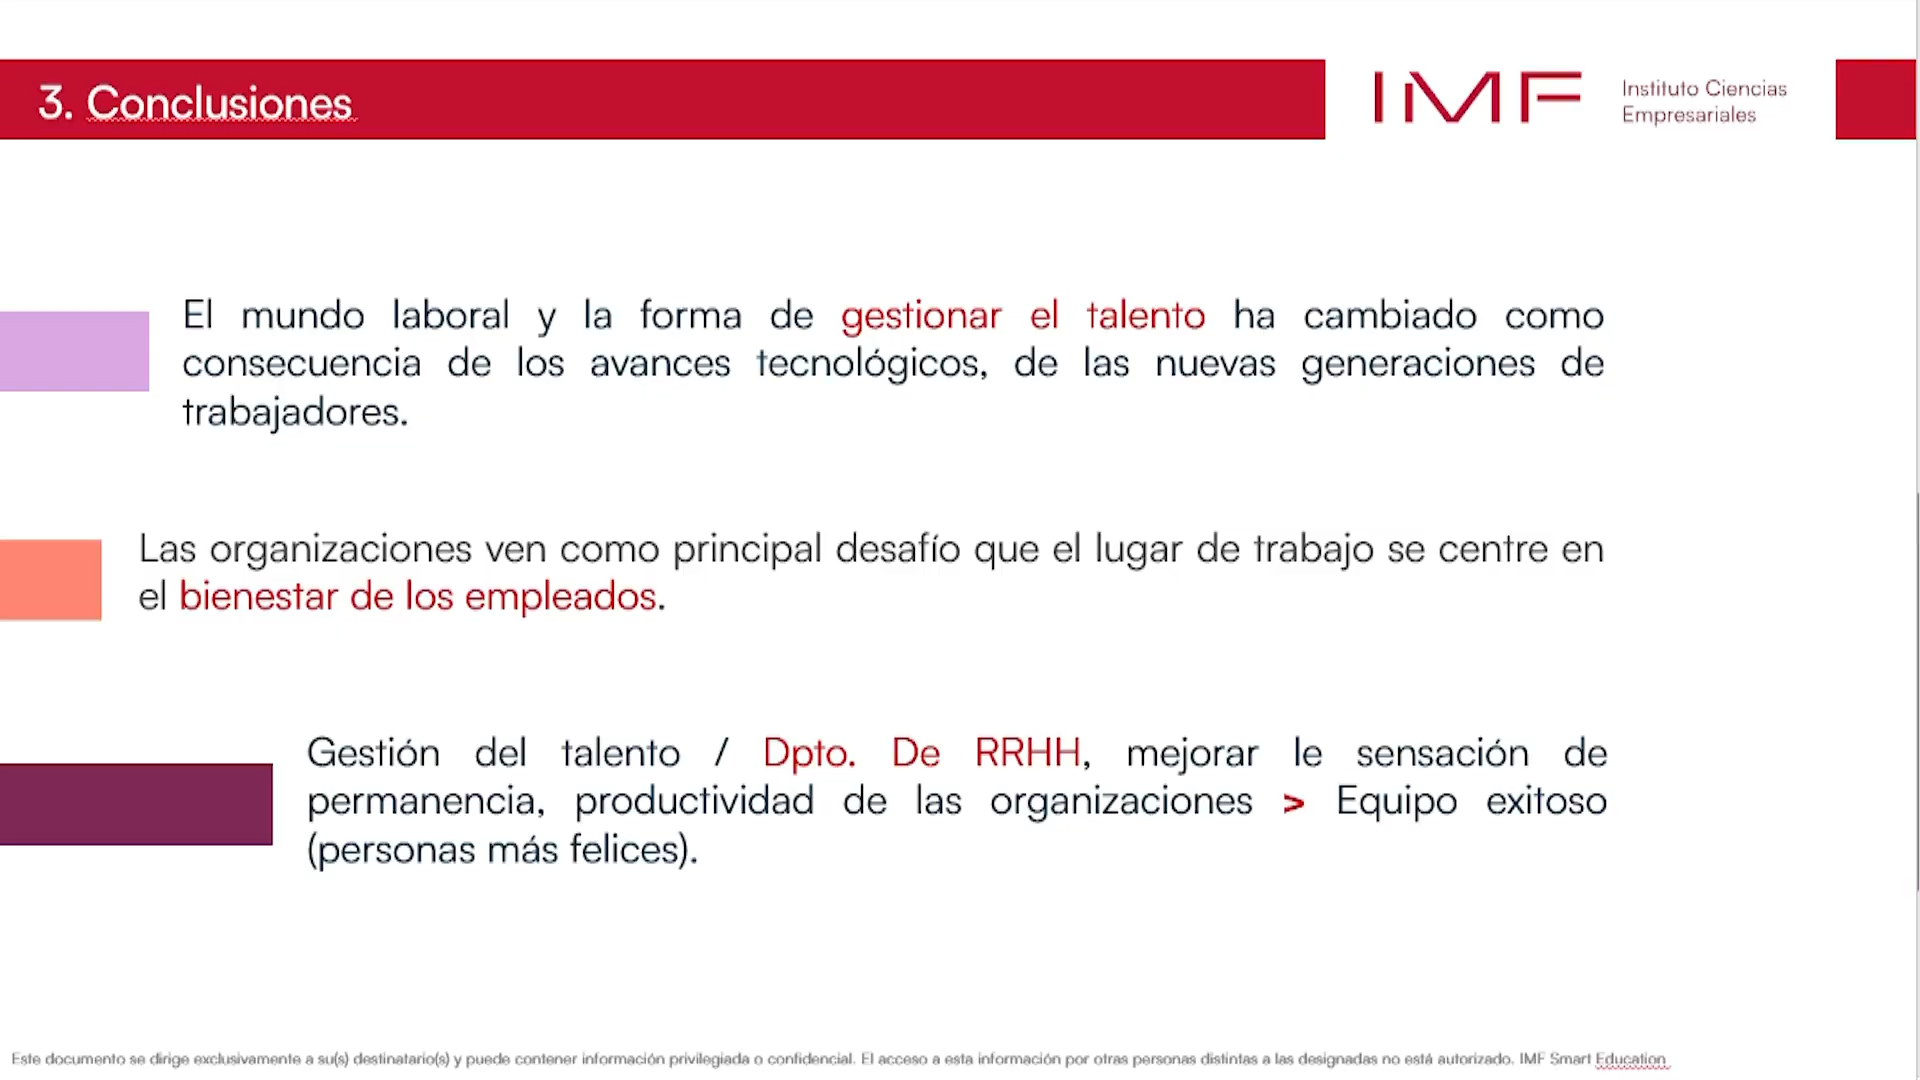 3. Conclusiones
IMF
Instituto Ciencias
Empresariales
El mundo laboral y la forma de gestionar el talento ha cambiado como
consecuencia de los avances tecnológicos, de las nuevas generaciones de
trabajadores.
Las organizaciones ven como principal desafío que el lugar de trabajo se centre en
el bienestar de los empleados.
Gestión del talento / Dpto. De RRHH, mejorar le sensación de
permanencia, productividad de las organizaciones > Equipo exitoso
(personas más felices).
Este documento se dirige exclusivamente a su(s) destinatario(s) y puede contener información privilegiada o confidencial. El acceso a esta información por otras personas distintas a las designadas no está autorizado. IMF Smart Education